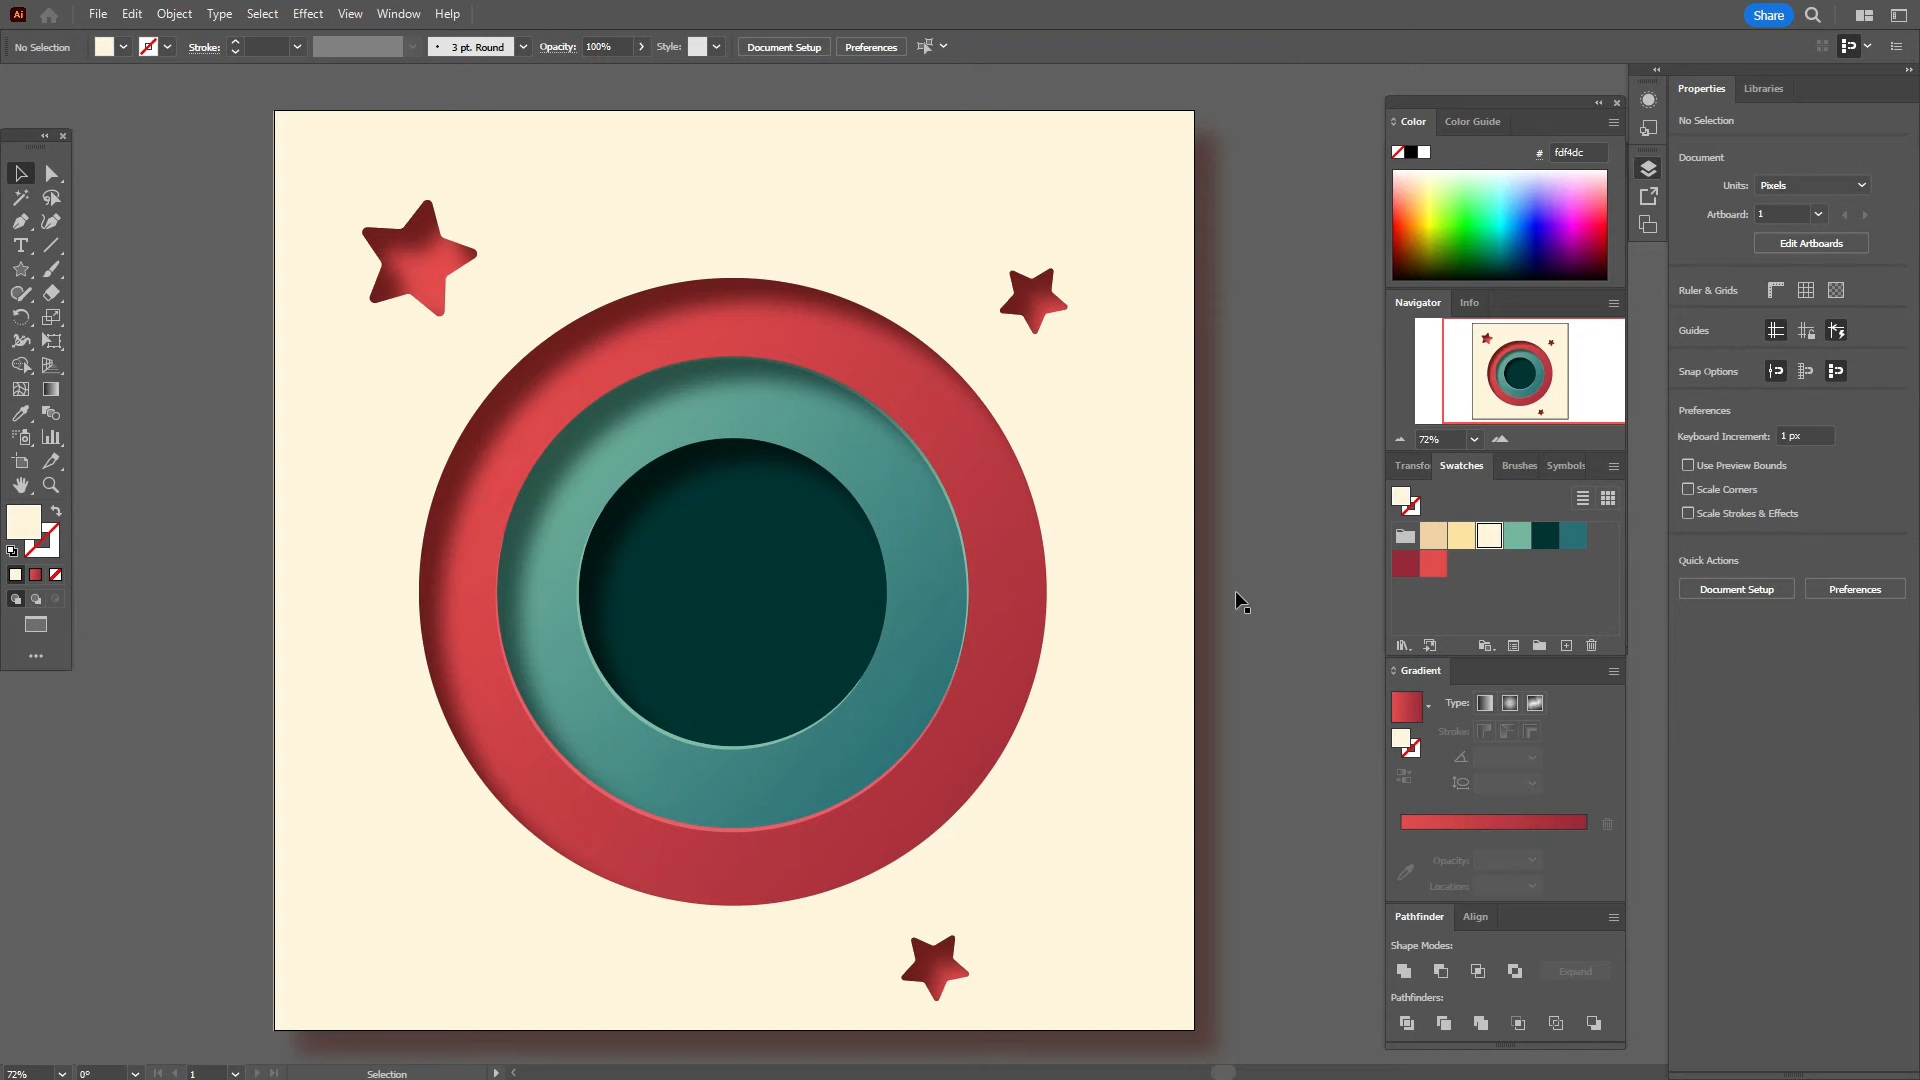 Ai File Edit Object Type Select Effect View Window Help Share
No Selection Stroke: 3 pt. Round Opacity: 100% Style: Document Setup Preferences
Properties Libraries
No Selection
Document
Units: Pixels
Artboard: 1
Edit Artboards
Ruler & Grids
Guides
Snap Options
Preferences
Keyboard Increment: 1 px
Use Preview Bounds
Scale Corners
Scale Strokes & Effects
Quick Actions
Document Setup Preferences
Color Color Guide
# fdf4dc
Navigator Info
72%
Transfo Swatches Brushes Symbols
Gradient
Type:
Stroke:
Opacity:
Location:
Pathfinder Align
Shape Modes:
Expand
Pathfinders:
72% 0° 1 Selection